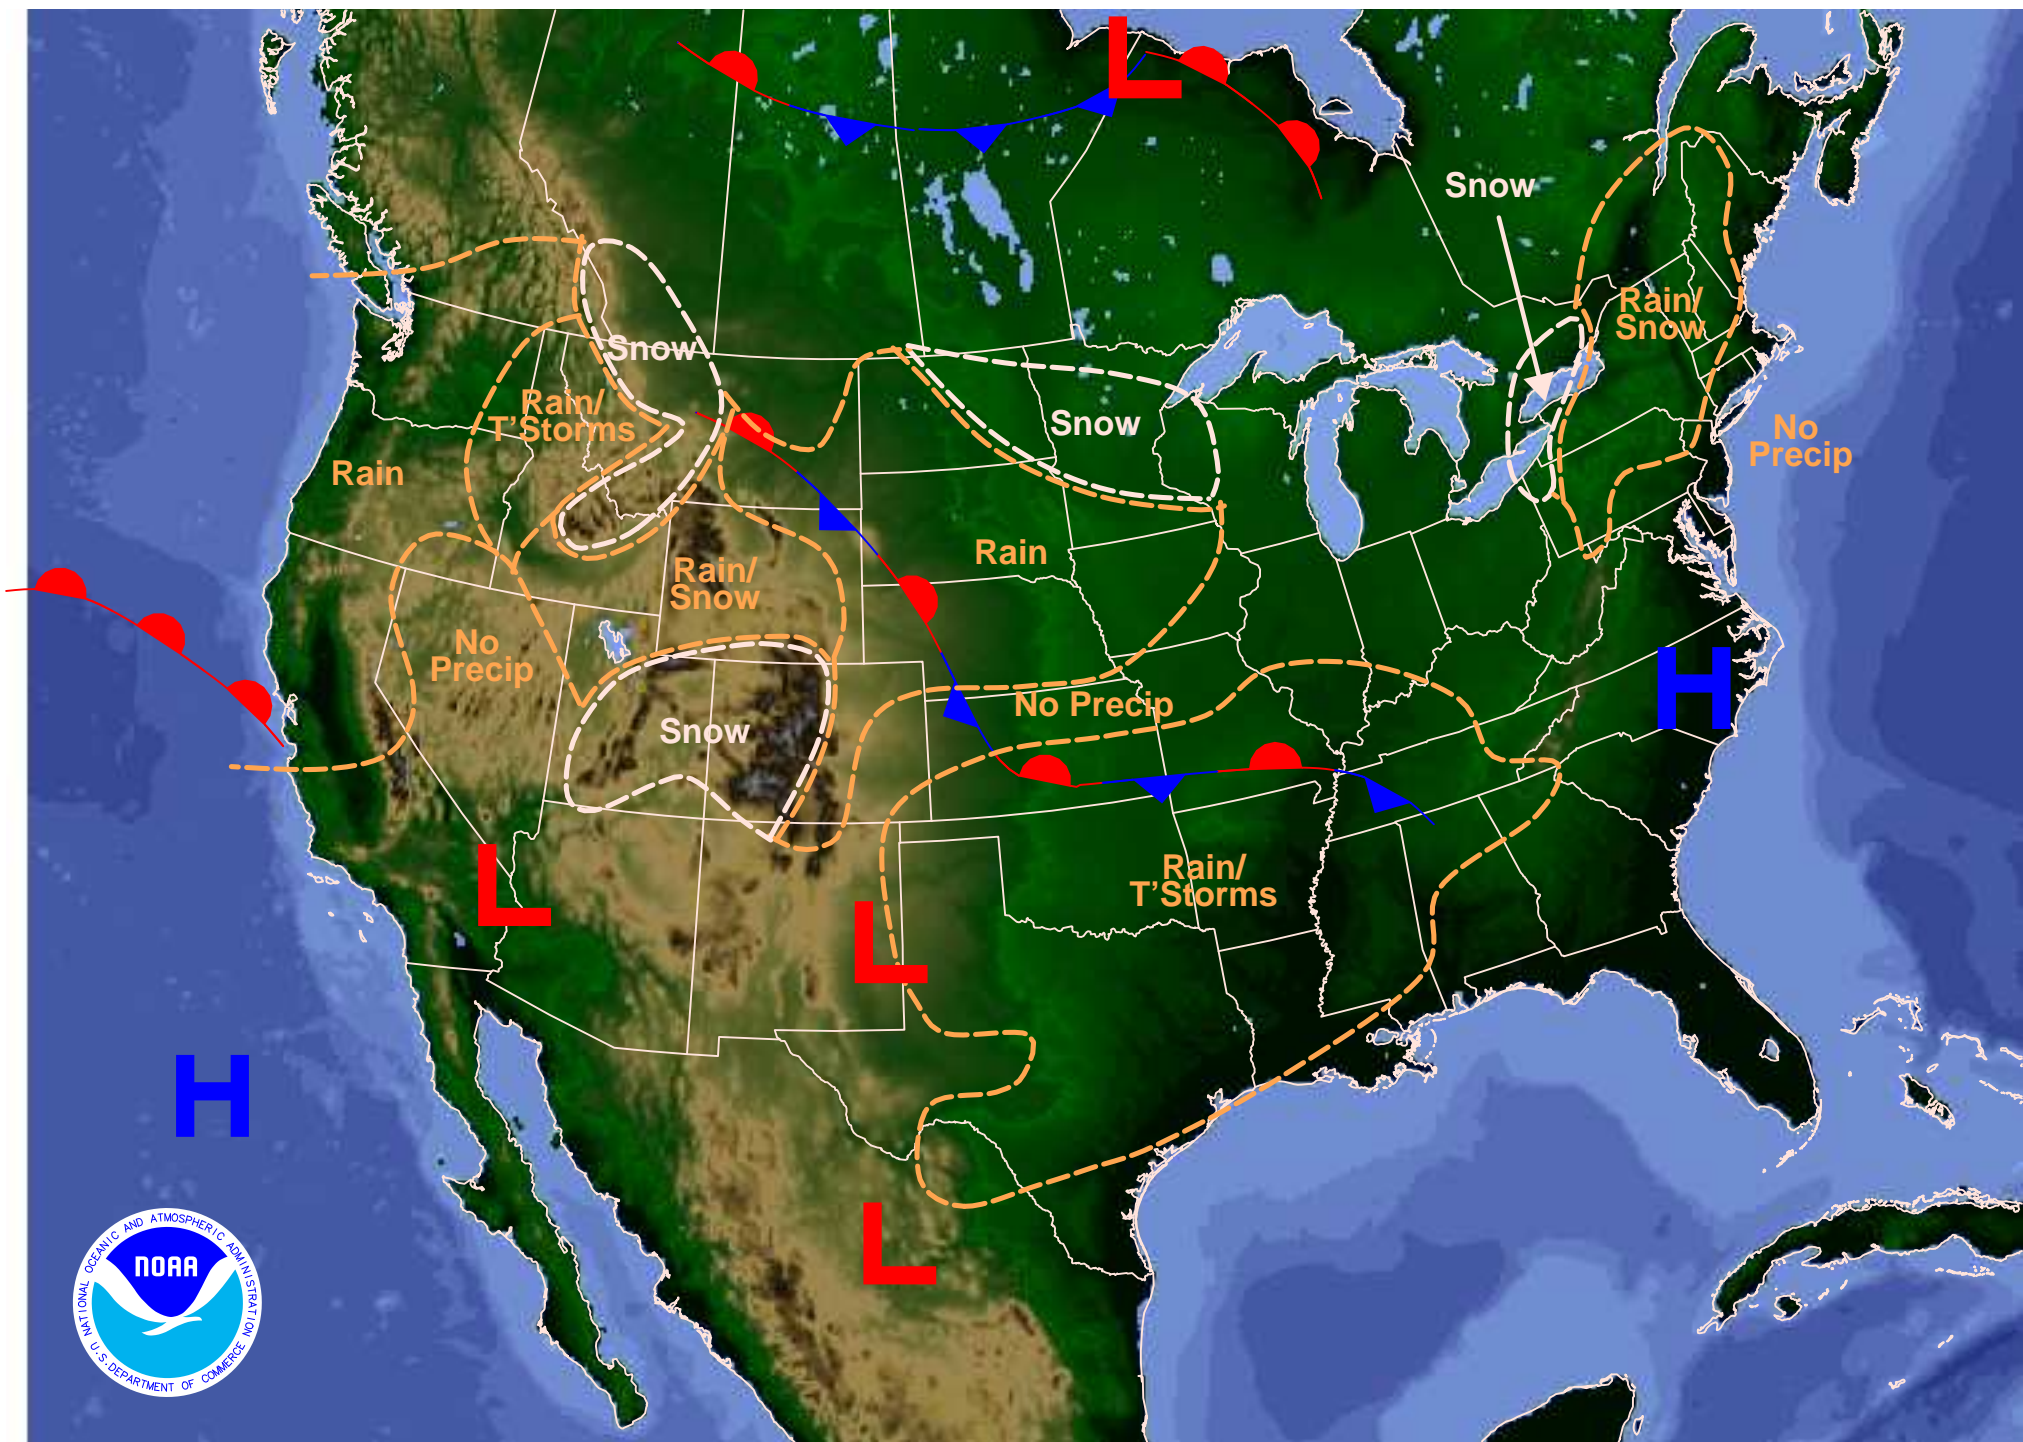 L
Snow
Rain/
Snow
Snow
Rain/
T'Storms
Snow
No
Precip
Rain
Rain
Rain/
Snow
No
Precip
H
No Precip
Snow
Rain/
T'Storms
L
L
H
L
NOAA
NATIONAL OCEANIC AND ATMOSPHERIC ADMINISTRATION
U.S. DEPARTMENT OF COMMERCE